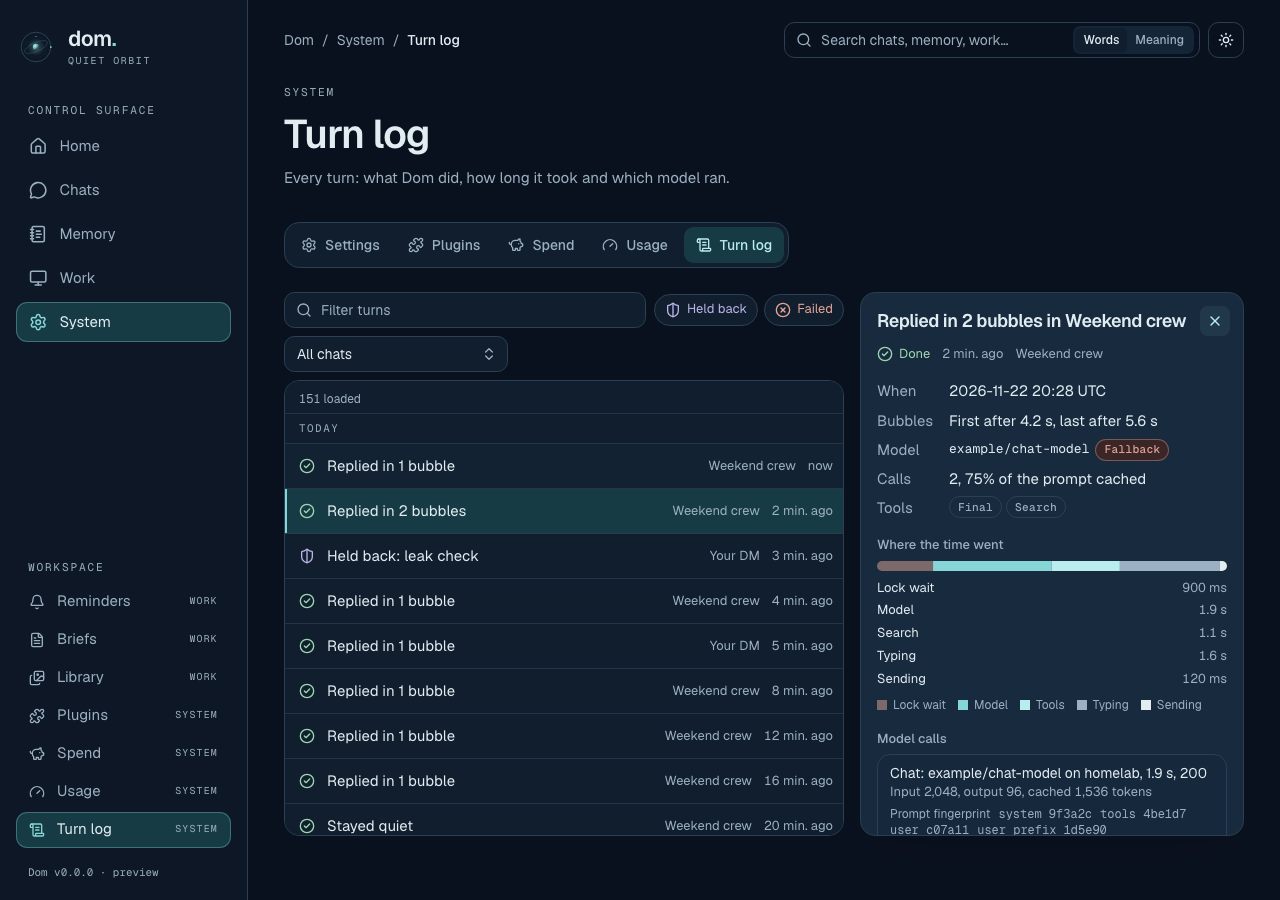 dom.
QUIET ORBIT
CONTROL SURFACE
Home
Chats
Memory
Work
System
WORKSPACE
Reminders WORK
Briefs WORK
Library WORK
Plugins SYSTEM
Spend SYSTEM
Usage SYSTEM
Turn log SYSTEM
Dom v0.0.0 · preview
Dom / System / Turn log
Search chats, memory, work…
Words Meaning
SYSTEM
Turn log
Every turn: what Dom did, how long it took and which model ran.
Settings Plugins Spend Usage Turn log
Filter turns
Held back
Failed
All chats
151 loaded
TODAY
Replied in 1 bubble Weekend crew now
Replied in 2 bubbles Weekend crew 2 min. ago
Held back: leak check Your DM 3 min. ago
Replied in 1 bubble Weekend crew 4 min. ago
Replied in 1 bubble Your DM 5 min. ago
Replied in 1 bubble Weekend crew 8 min. ago
Replied in 1 bubble Weekend crew 12 min. ago
Replied in 1 bubble Weekend crew 16 min. ago
Stayed quiet Weekend crew 20 min. ago
Replied in 2 bubbles in Weekend crew
Done 2 min. ago Weekend crew
When 2026-11-22 20:28 UTC
Bubbles First after 4.2 s, last after 5.6 s
Model example/chat-model Fallback
Calls 2, 75% of the prompt cached
Tools Final Search
Where the time went
Lock wait 900 ms
Model 1.9 s
Search 1.1 s
Typing 1.6 s
Sending 120 ms
Lock wait Model Tools Typing Sending
Model calls
Chat: example/chat-model on homelab, 1.9 s, 200
Input 2,048, output 96, cached 1,536 tokens
Prompt fingerprint system 9f3a2c tools 4be1d7
user c07a11 user prefix 1d5e90